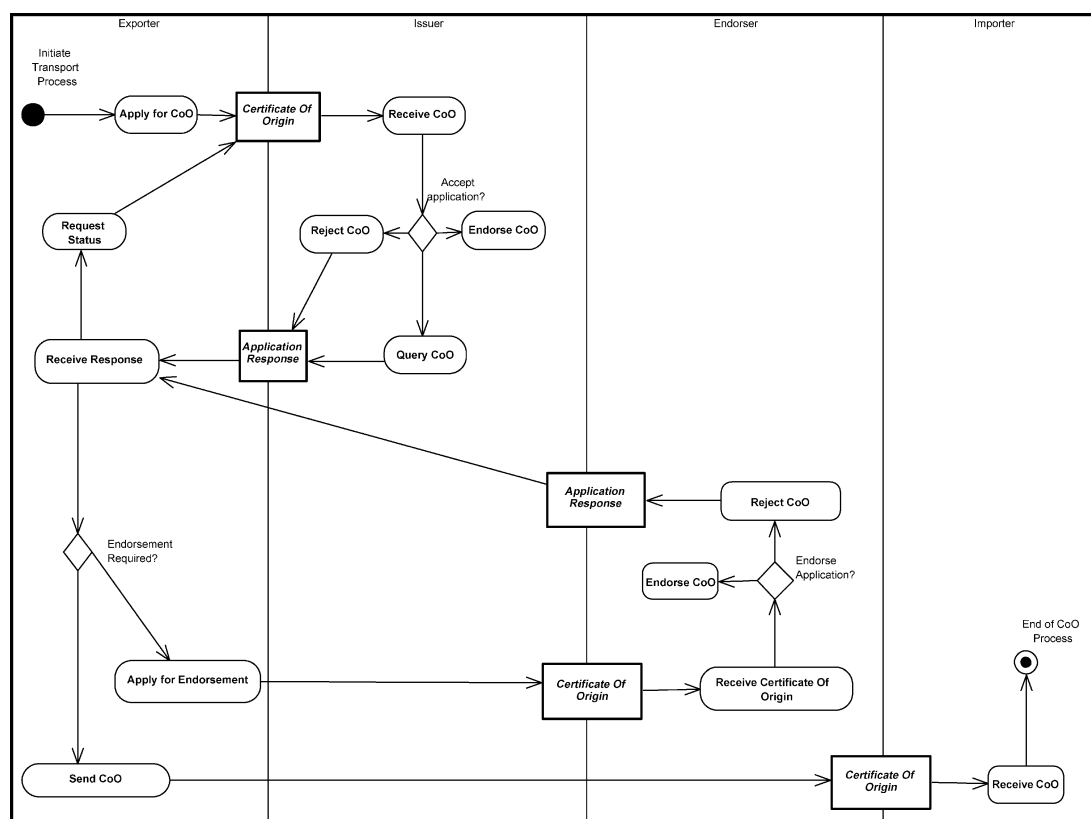 Exporter
Issuer
Endorser
Importer
Initiate
Transport
Process
Apply for CoO
Certificate Of
Origin
Receive CoO
Accept
application?
Request
Status
Reject CoO
Endorse CoO
Receive Response
Application
Response
Query CoO
Application
Response
Reject CoO
Endorsement
Required?
Endorse CoO
Endorse
Application?
End of CoO
Process
Apply for Endorsement
Certificate Of
Origin
Receive Certificate Of
Origin
Send CoO
Certificate Of
Origin
Receive CoO